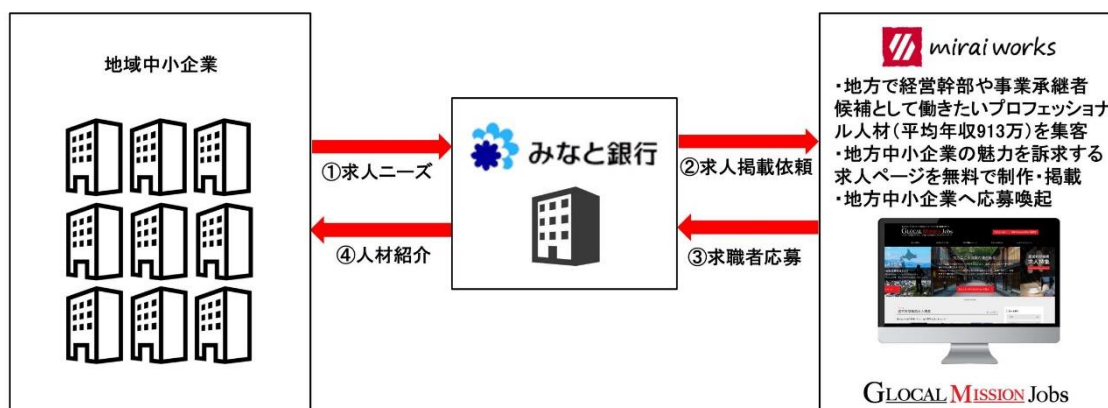 地域中小企業
①求人ニーズ
④人材紹介
みなと銀行
②求人掲載依頼
③求職者応募
mirai works
・地方で経営幹部や事業承継者
候補として働きたいプロフェッショナ
ル人材(平均年収913万)を集客
・地方中小企業の魅力を訴求する
求人ページを無料で制作・掲載
・地方中小企業へ応募喚起
GLOCAL MISSION JOBS
GLOCAL MISSION Jobs